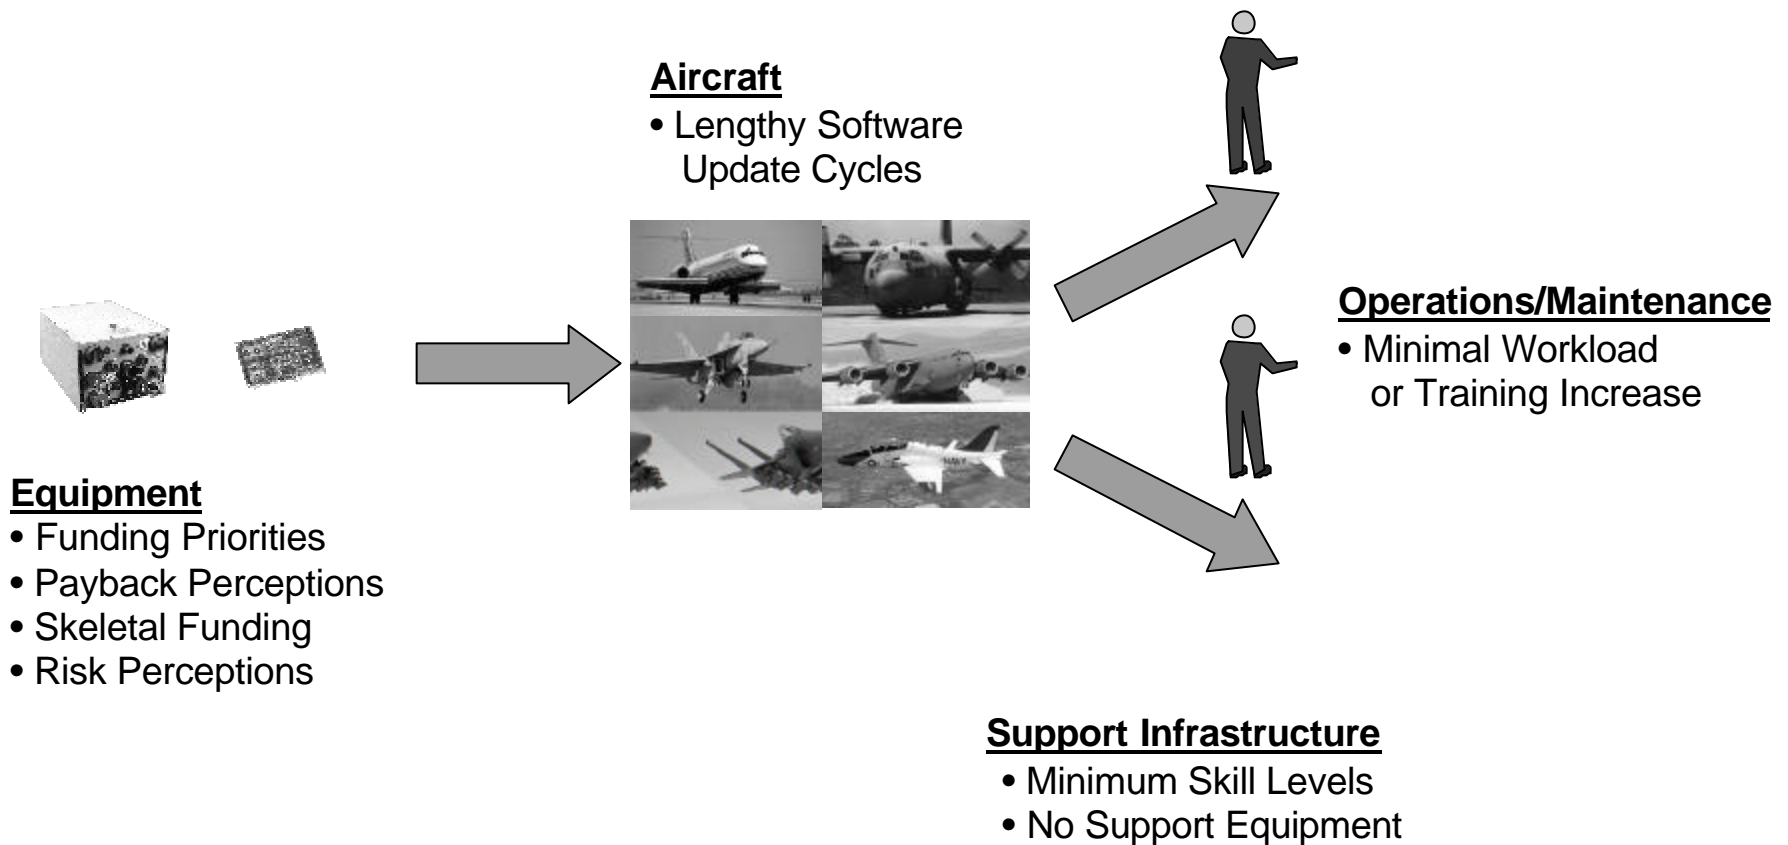 Aircraft
• Lengthy Software
Update Cycles
Operations/Maintenance
• Minimal Workload
or Training Increase
Equipment
• Funding Priorities
• Payback Perceptions
• Skeletal Funding
• Risk Perceptions
Support Infrastructure
• Minimum Skill Levels
• No Support Equipment
NAVY